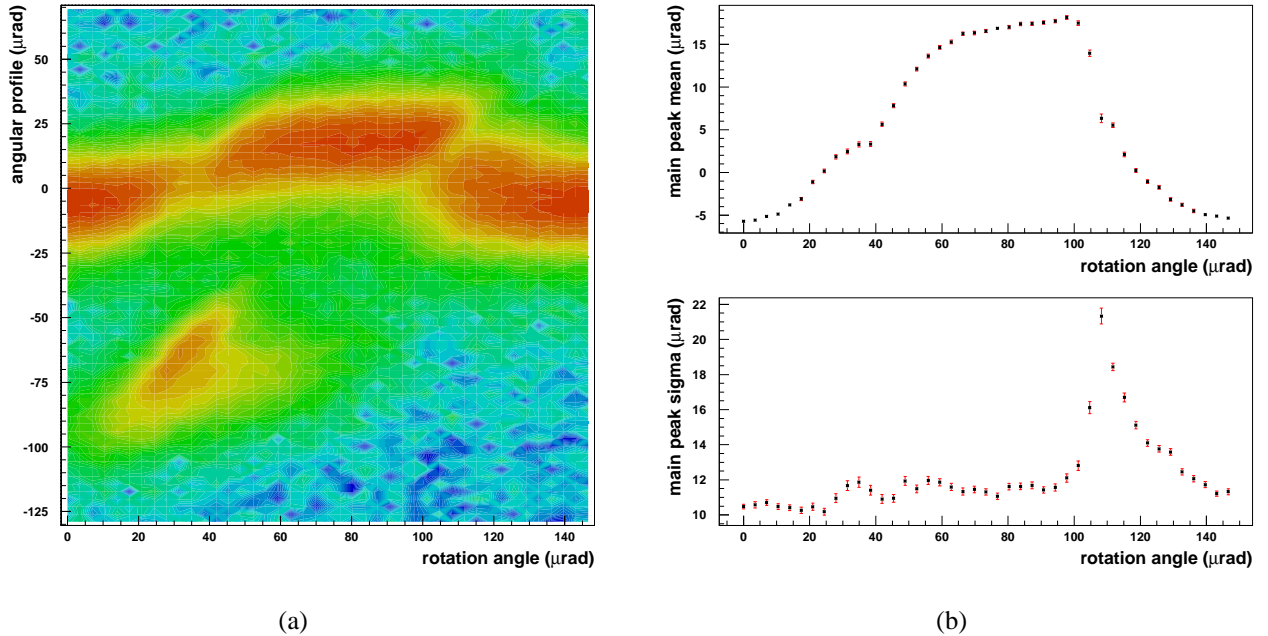 angular profile (μrad)
50
25
0
-25
-50
-75
-100
-125
0 20 40 60 80 100 120 140
rotation angle (μrad)
(a)
main peak mean (μrad)
15
10
5
0
-5
0 20 40 60 80 100 120 140
rotation angle (μrad)
main peak sigma (μrad)
22
20
18
16
14
12
10
0 20 40 60 80 100 120 140
rotation angle (μrad)
(b)